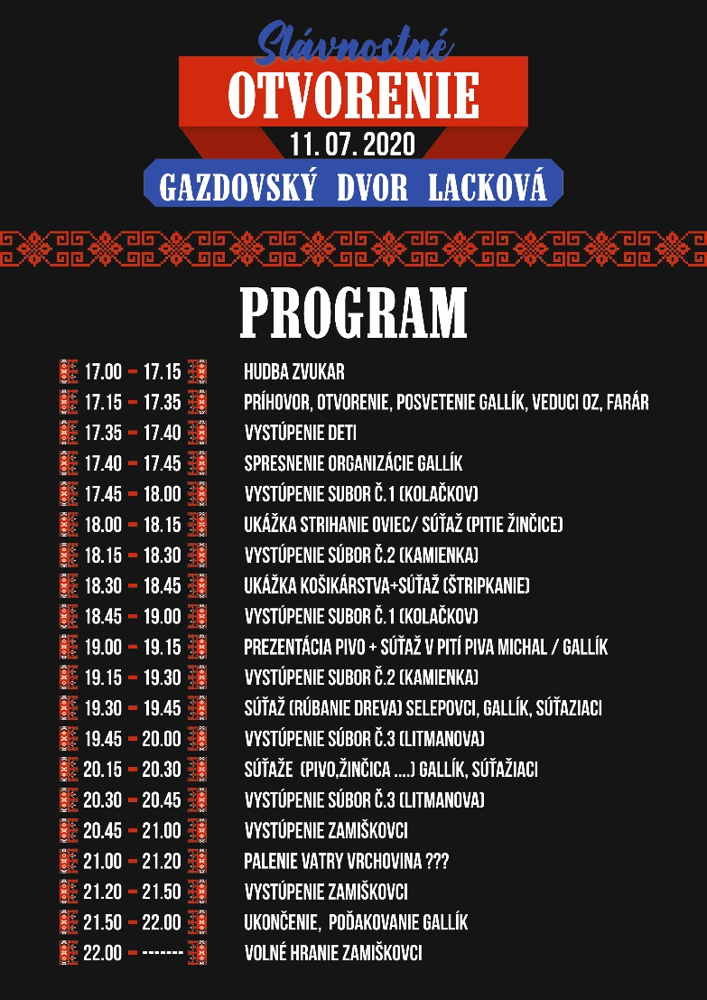 Slávnostné
OTVORENIE
11. 07. 2020
GAZDOVSKÝ DVOR LACKOVÁ
PROGRAM
17.00 - 17.15 HUDBA ZVUKAR
17.15 - 17.35 PRÍHOVOR, OTVORENIE, POSVETENIE GALLÍK, VEDUCI OZ, FARÁR
17.35 - 17.40 VYSTÚPENIE DETI
17.40 - 17.45 SPRESNENIE ORGANIZÁCIE GALLÍK
17.45 - 18.00 VYSTÚPENIE SUBOR Č.1 (KOLAČKOV)
18.00 - 18.15 UKÁŽKA STRIHANIE OVIEC/ SÚŤAŽ (PITIE ŽINČICE)
18.15 - 18.30 VYSTÚPENIE SÚBOR Č.2 (KAMIENKA)
18.30 - 18.45 UKÁŽKA KOŠIKÁRSTVA+SÚŤAŽ (ŠTRIPKANIE)
18.45 - 19.00 VYSTÚPENIE SUBOR Č.1 (KOLAČKOV)
19.00 - 19.15 PREZENTÁCIA PIVO + SÚŤAŽ V PITÍ PIVA MICHAL / GALLÍK
19.15 - 19.30 VYSTÚPENIE SUBOR Č.2 (KAMIENKA)
19.30 - 19.45 SÚŤAŽ (RÚBANIE DREVA) SELEPOVCI, GALLÍK, SÚŤAZIACI
19.45 - 20.00 VYSTÚPENIE SÚBOR Č.3 (LITMANOVA)
20.15 - 20.30 SÚŤAŽE (PIVO,ŽINČICA ....) GALLÍK, SÚŤAŽIACI
20.30 - 20.45 VYSTÚPENIE SÚBOR Č.3 (LITMANOVA)
20.45 - 21.00 VYSTÚPENIE ZAMIŠKOVCI
21.00 - 21.20 PALENIE VATRY VRCHOVINA ???
21.20 - 21.50 VYSTÚPENIE ZAMIŠKOVCI
21.50 - 22.00 UKONČENIE, POĎAKOVANIE GALLÍK
22.00 - ------- VOLNÉ HRANIE ZAMIŠKOVCI